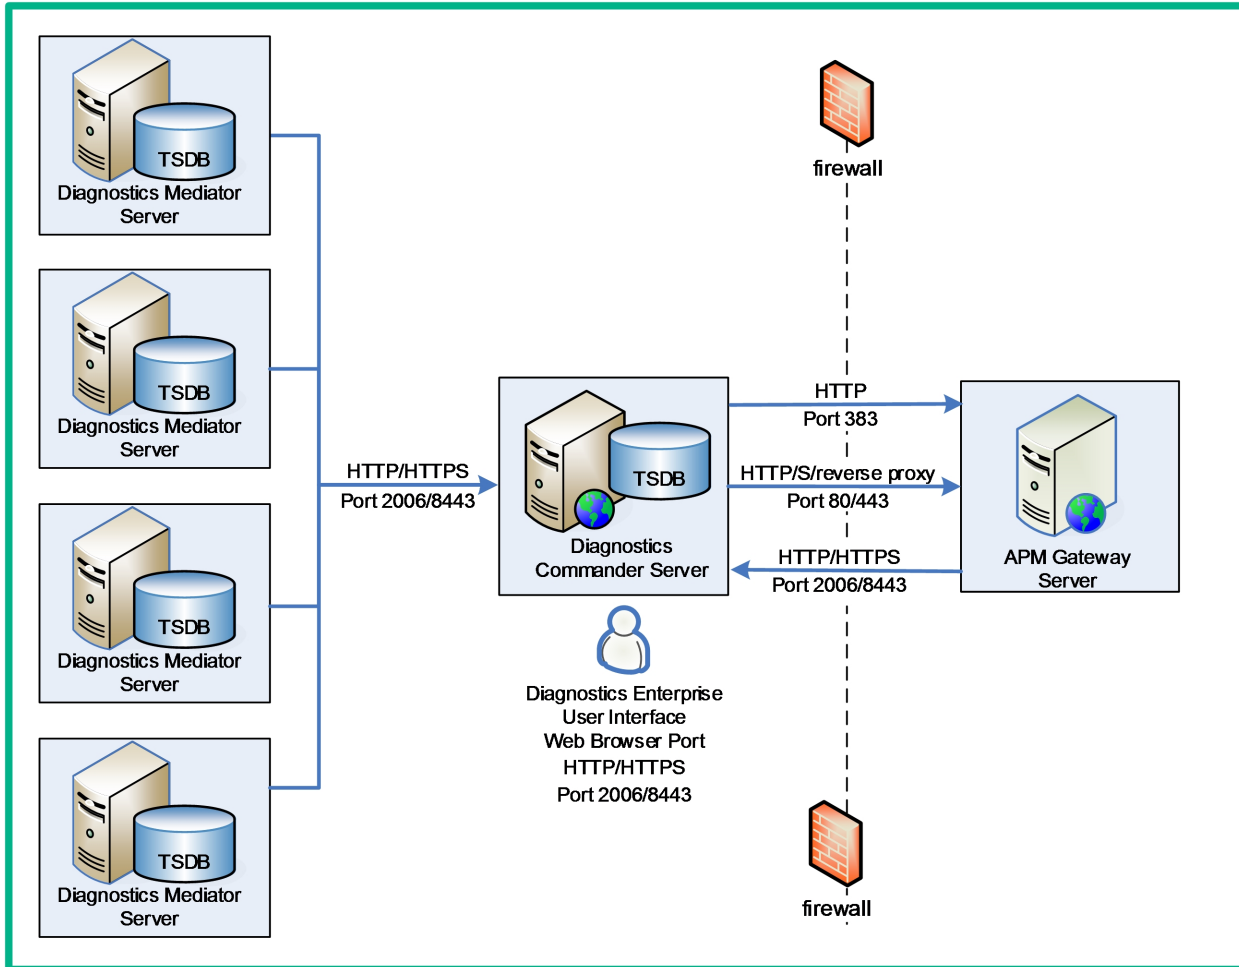 TSDB
Diagnostics Mediator
Server
TSDB
Diagnostics Mediator
Server
TSDB
Diagnostics Mediator
Server
TSDB
Diagnostics Mediator
Server
HTTP/HTTPS
Port 2006/8443
TSDB
Diagnostics
Commander Server
Diagnostics Enterprise
User Interface
Web Browser Port
HTTP/HTTPS
Port 2006/8443
firewall
HTTP
Port 383
HTTP/S/reverse proxy
Port 80/443
HTTP/HTTPS
Port 2006/8443
firewall
APM Gateway
Server